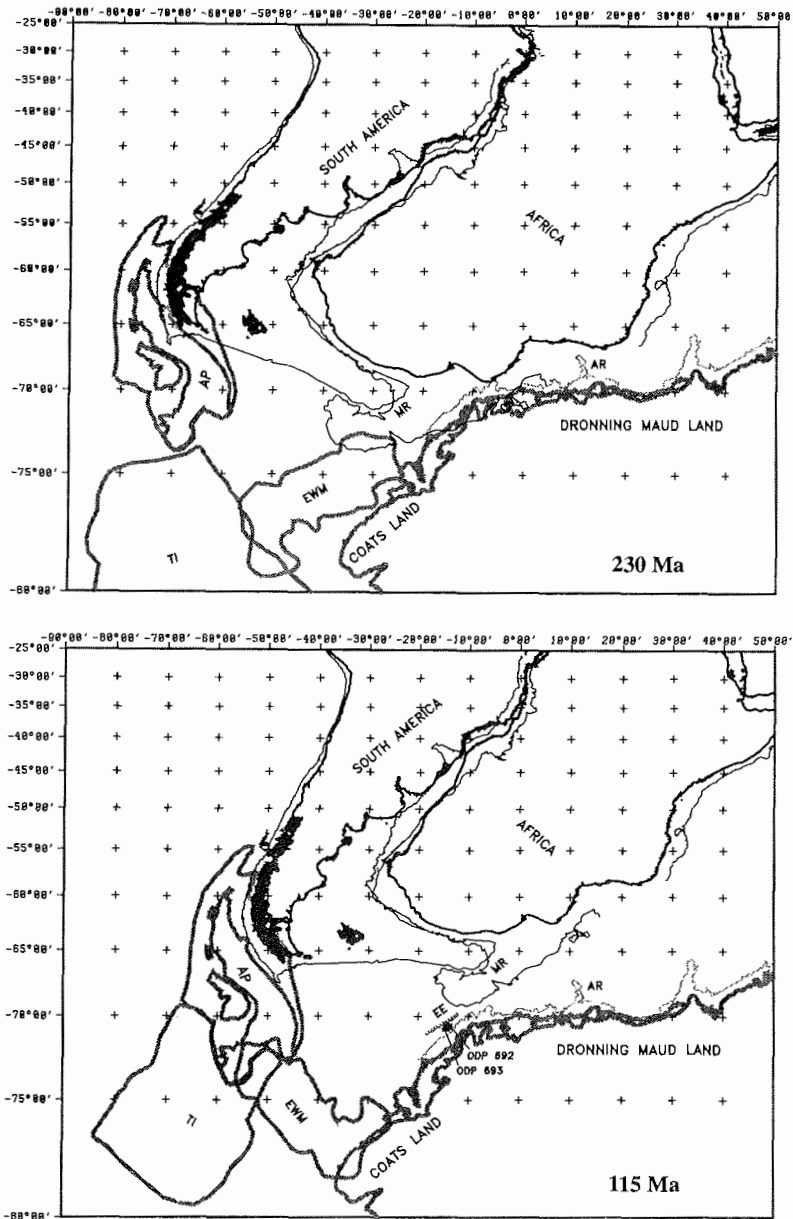 -90°00' -80°00' -70°00' -60°00' -50°00' -40°00' -30°00' -20°00' -10°00' 0°00' 10°00' 20°00' 30°00' 40°00' 50°00'
-25°00'
-30°00'
-35°00'
-40°00'
-45°00'
-50°00'
-55°00'
-60°00'
-65°00'
-70°00'
-75°00'
-80°00'
SOUTH AMERICA
AFRICA
AP
AR
MR
DRONNING MAUD LAND
EWM
COATS LAND
TI
230 Ma
-90°00' -80°00' -70°00' -60°00' -50°00' -40°00' -30°00' -20°00' -10°00' 0°00' 10°00' 20°00' 30°00' 40°00' 50°00'
-25°00'
-30°00'
-35°00'
-40°00'
-45°00'
-50°00'
-55°00'
-60°00'
-65°00'
-70°00'
-75°00'
-80°00'
SOUTH AMERICA
AFRICA
MR
AP
AR
EE
ODP 692
DRONNING MAUD LAND
ODP 693
EWM
TI
COATS LAND
115 Ma